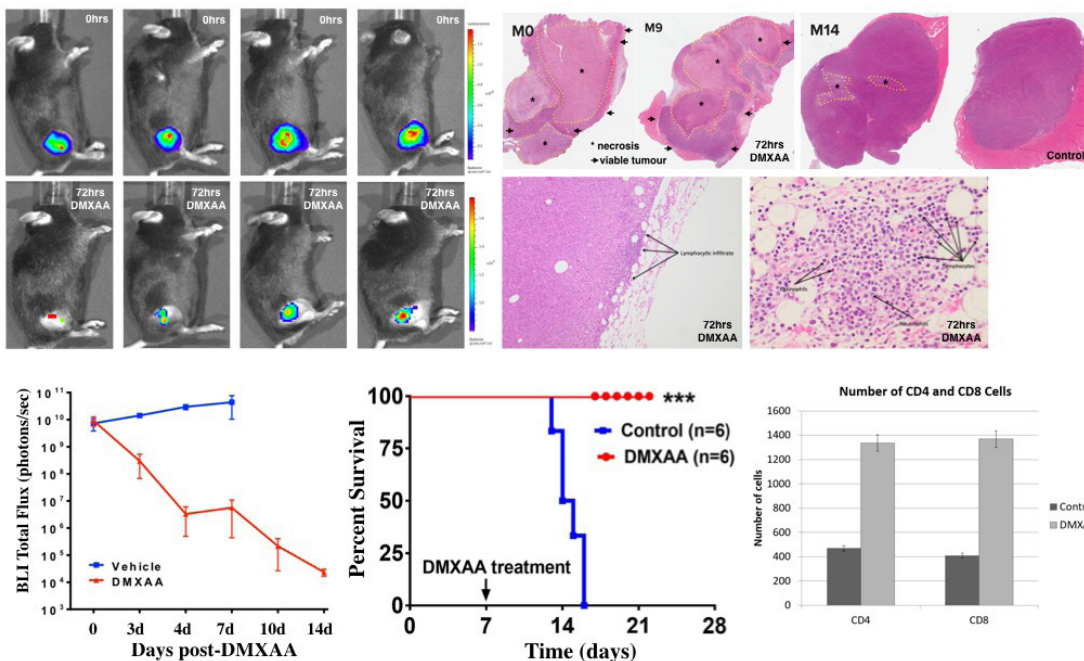 0hrs
0hrs
0hrs
0hrs
72hrs
DMXAA
72hrs
DMXAA
72hrs
DMXAA
72hrs
DMXAA
M0
M9
* necrosis
viable tumour
72hrs
DMXAA
M14
Control
Lymphocytic infiltrate
72hrs
DMXAA
Lymphocytes
Eosinophils
Neutrophils
72hrs
DMXAA
BLI Total Flux (photons/sec)
10^11
10^10
10^9
10^8
10^7
10^6
10^5
10^4
10^3
Vehicle
DMXAA
0 3d 4d 7d 10d 14d
Days post-DMXAA
Percent Survival
100
75
50
25
0
***
Control (n=6)
DMXAA (n=6)
DMXAA treatment
0 7 14 21 28
Time (days)
Number of CD4 and CD8 Cells
Number of cells
1600
1400
1200
1000
800
600
400
200
0
CD4 CD8
Contr
DMX